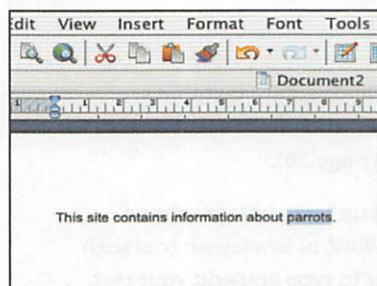 Edit View Insert Format Font Tools
Document2
This site contains information about parrots.